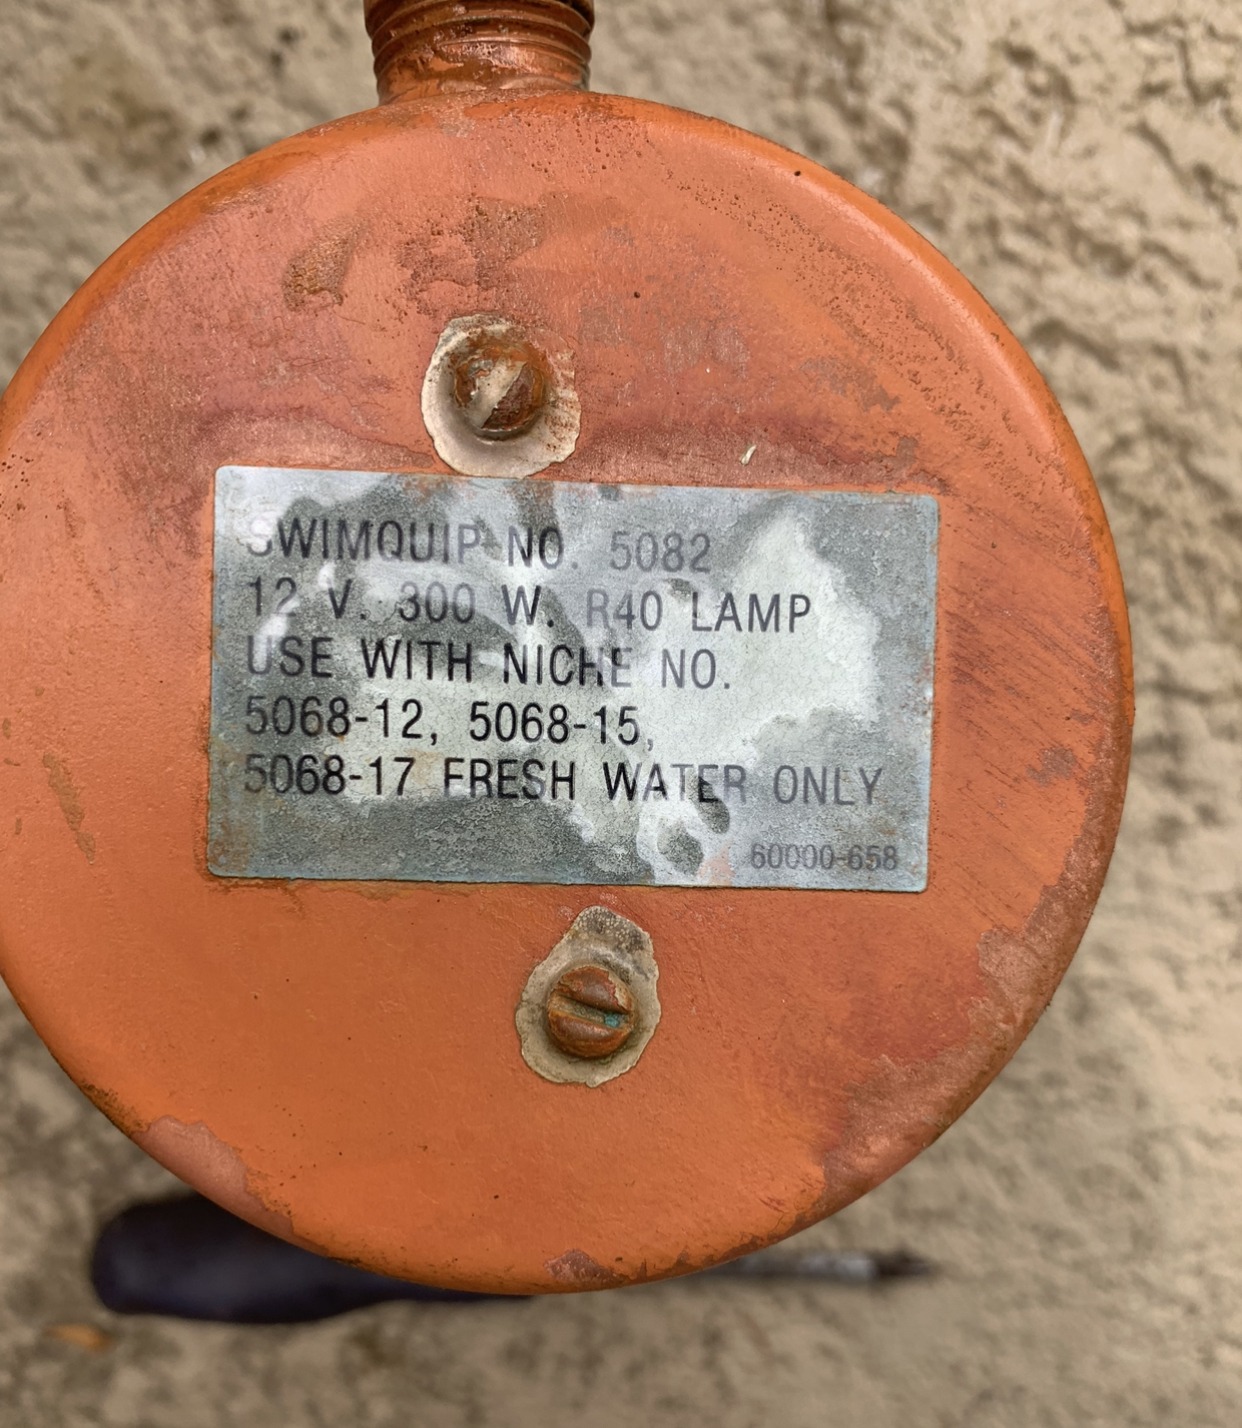 SWIMQUIP NO. 5082
12 V. 300 W. R40 LAMP
USE WITH NICHE NO.
5068-12, 5068-15,
5068-17 FRESH WATER ONLY
60000-658